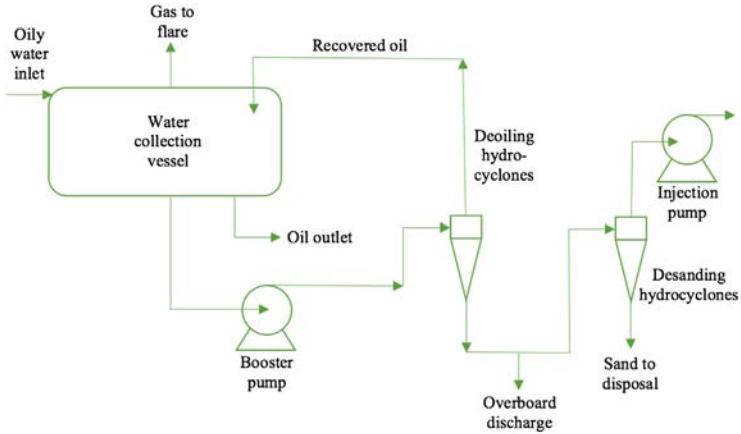 Gas to
flare
Oily
water
inlet
Recovered oil
Water
collection
vessel
Deoiling
hydro-
cyclones
Injection
pump
Oil outlet
Desanding
hydrocyclones
Booster
pump
Sand to
disposal
Overboard
discharge